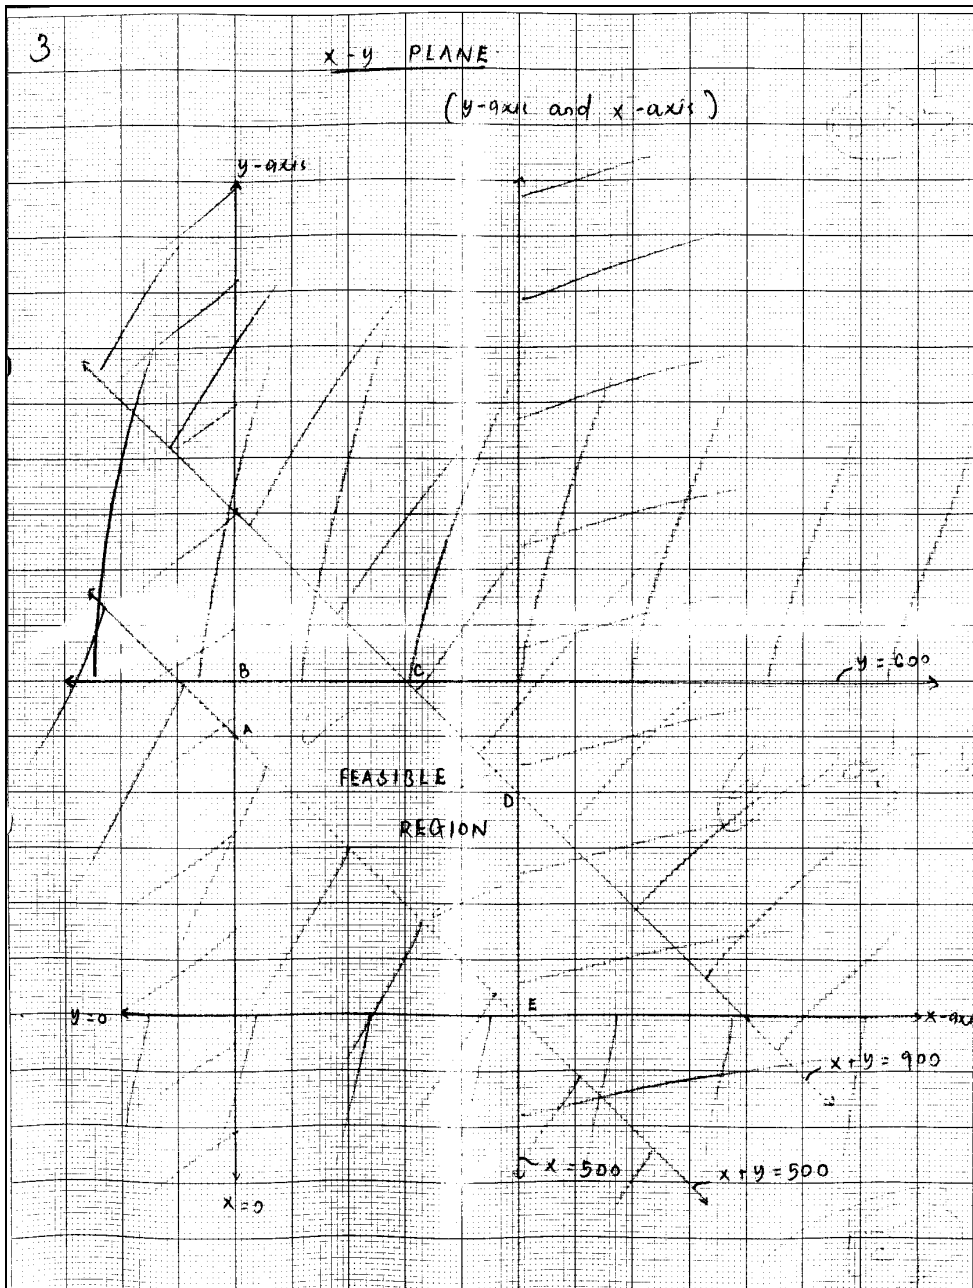 3
x-y PLANE
(y-axis and x-axis)
y-axis
y=600
B
C
A
FEASIBLE
D
REGION
E
y=0
x-axis
x+y=900
x=500
x+y=500
x=0